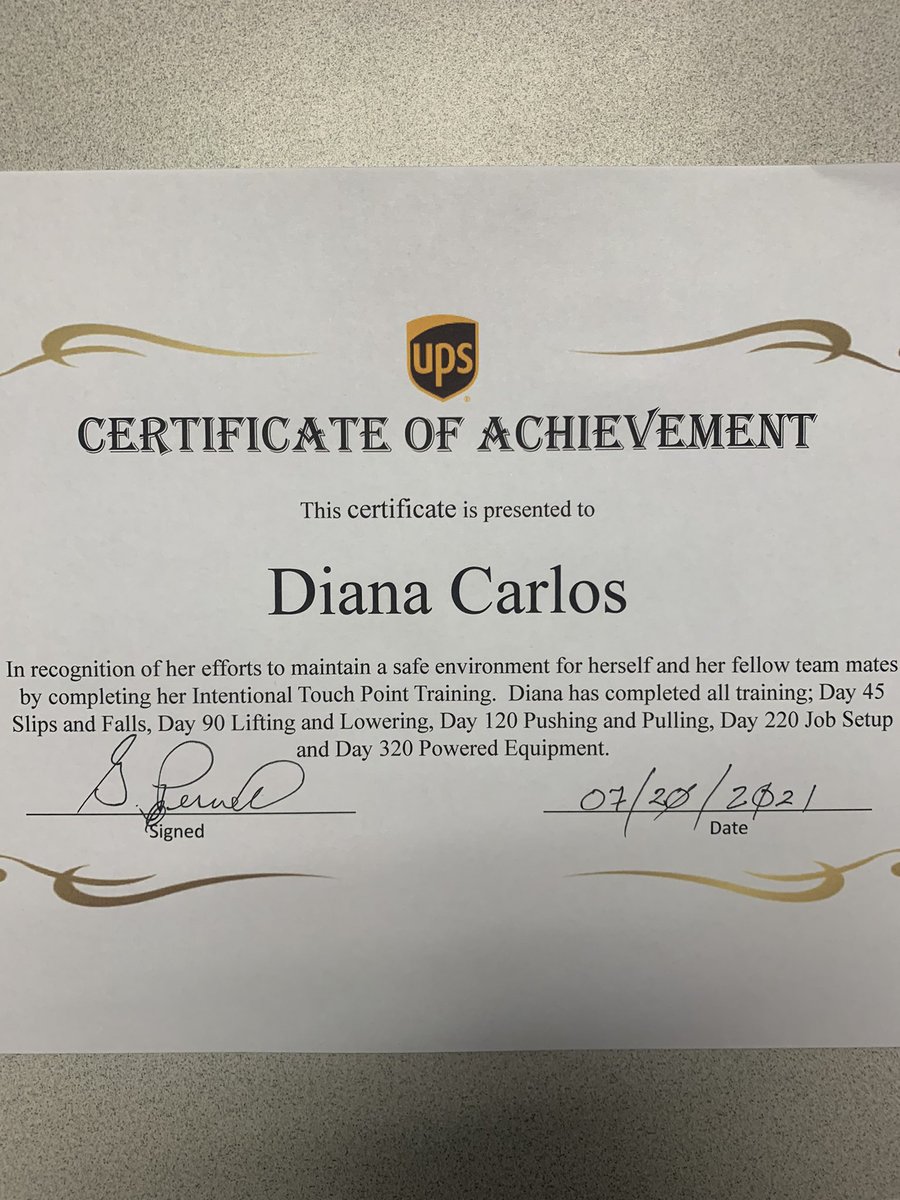 ups
CERTIFICATE OF ACHIEVEMENT
This certificate is presented to
Diana Carlos
In recognition of her efforts to maintain a safe environment for herself and her fellow team mates
by completing her Intentional Touch Point Training. Diana has completed all training; Day 45
Slips and Falls, Day 90 Lifting and Lowering, Day 120 Pushing and Pulling, Day 220 Job Setup
and Day 320 Powered Equipment.
07/20/2021
Signed
Date